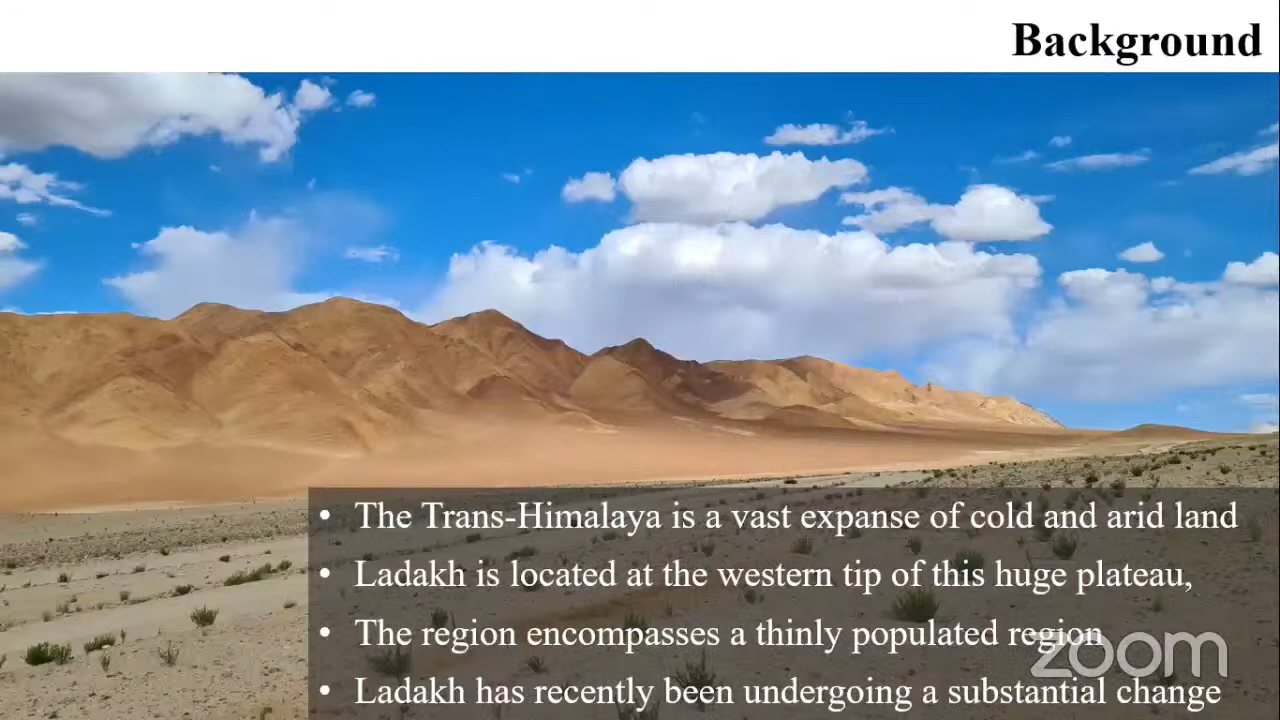 Background
• The Trans-Himalaya is a vast expanse of cold and arid land
• Ladakh is located at the western tip of this huge plateau,
• The region encompasses a thinly populated region
zoom
• Ladakh has recently been undergoing a substantial change